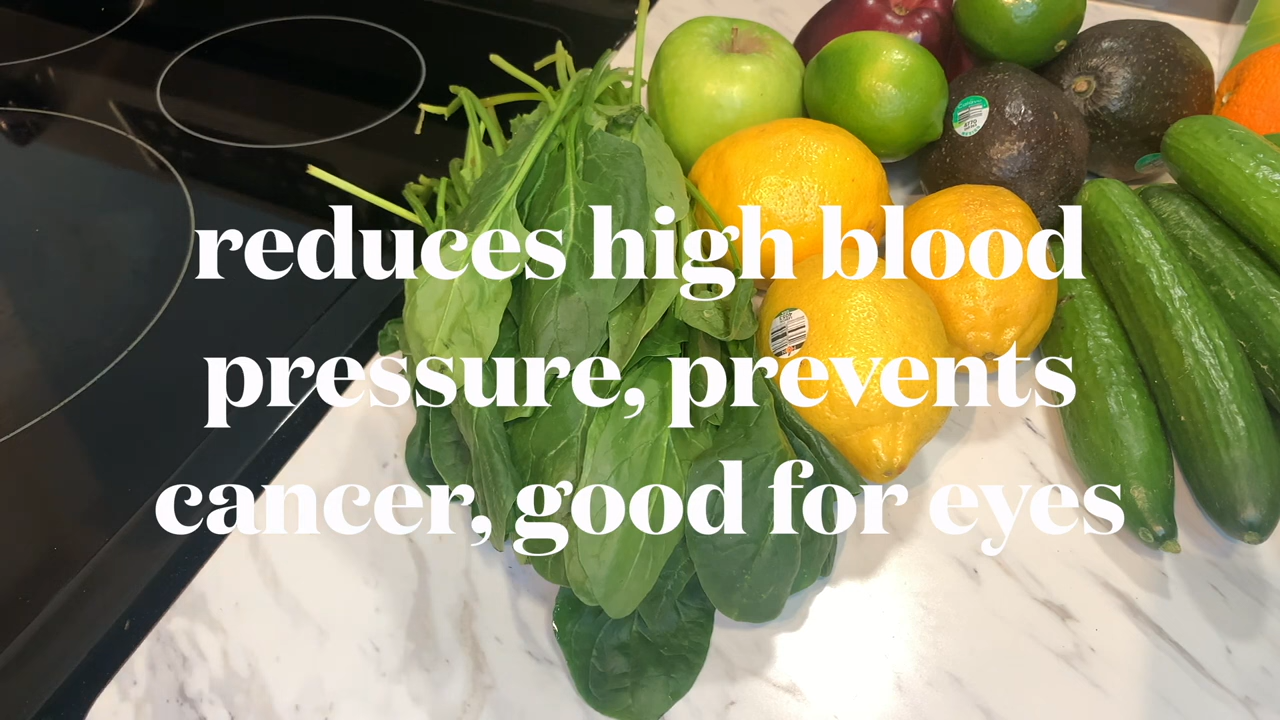 reduces high blood
pressure, prevents
cancer, good for eyes